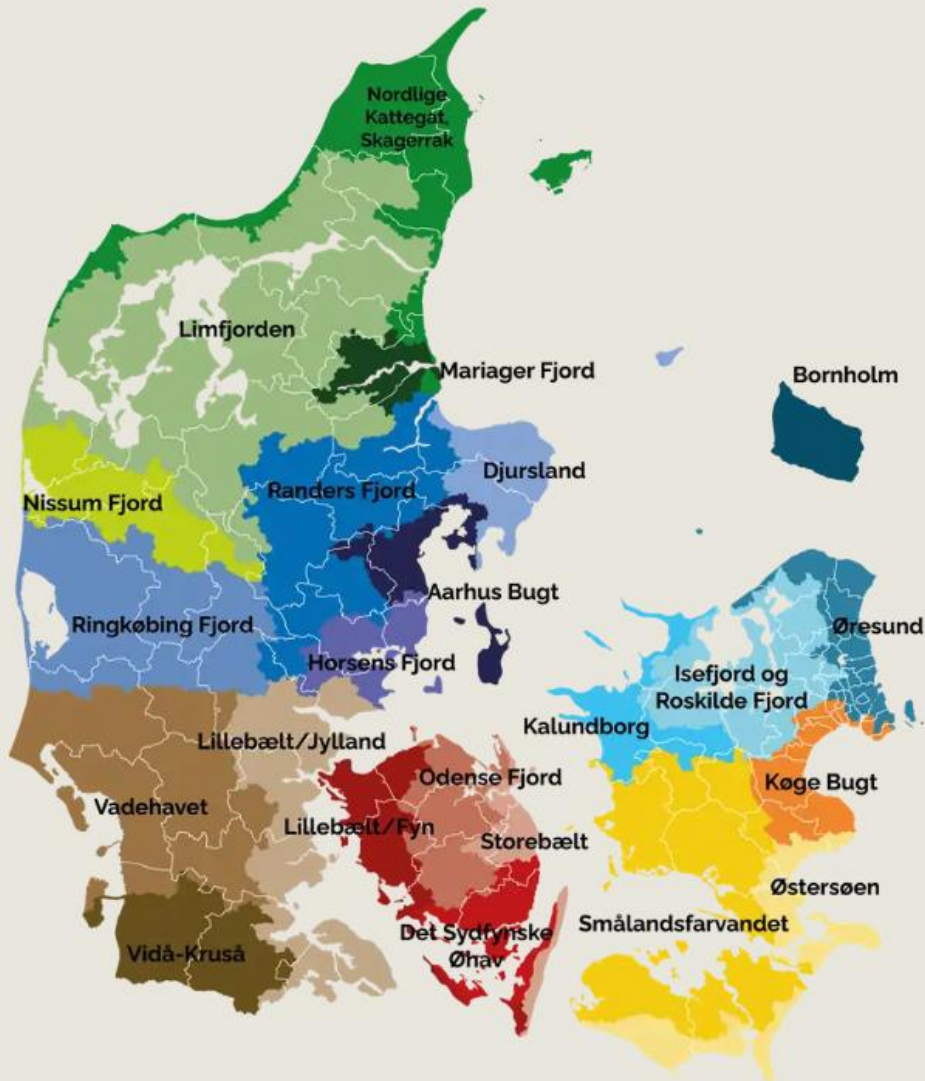 Nordlige
Kattegat,
Skagerrak
Limfjorden
Mariager Fjord
Bornholm
Djursland
Randers Fjord
Nissum Fjord
Aarhus Bugt
Ringkøbing Fjord
Øresund
Horsens Fjord
Isefjord og
Roskilde Fjord
Kalundborg
Lillebælt/Jylland
Odense Fjord
Køge Bugt
Vadehavet
Lillebælt/Fyn
Storebælt
Østersøen
Smålandsfarvandet
Det Sydfynske
Øhav
Vidå-Kruså